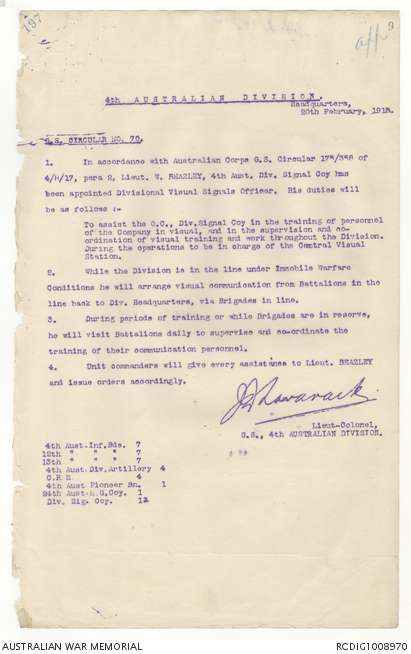 197
app 9
4th AUSTRALIAN DIVISION.
Headquarters,
20th February, 1918.
G.S. CIRCULAR NO. 70.
1. In accordance with Australian Corps G.S. Circular 175/358 of
4/2/17, para 2, Lieut. W. BEAZLEY, 4th Aust. Div. Signal Coy has
been appointed Divisional Visual Signals Officer. His duties will
be as follows :-
To assist the O.C., Div.Signal Coy in the training of personnel
of the Company in visual, and in the supervision and co-
ordination of visual training and work throughout the Division.
During the operations to be in charge of the Central Visual
Station.
2. While the Division is in the line under Immobile Warfare
Conditions he will arrange visual communication from Battalions in the
line back to Div. Headquarters, via Brigades in line.
3. During periods of training or while Brigades are in reserve,
he will visit Battalions daily to supervise and co-ordinate the
training of their communication personnel.
4. Unit commanders will give every assistance to Lieut. BEAZLEY
and issue orders accordingly.
J D Lavarack
Lieut-Colonel,
G.S., 4th AUSTRALIAN DIVISION.
4th Aust.Inf.Bde. 7
12th " " " 7
13th " " " 7
4th Aust.Div.Artillery 4
C.R.E. 4
4th Aust Pioneer Bn. 1
24th Aust.M.G.Coy. 1
Div. Sig. Coy. 12
AUSTRALIAN WAR MEMORIAL
RCDIG1008970